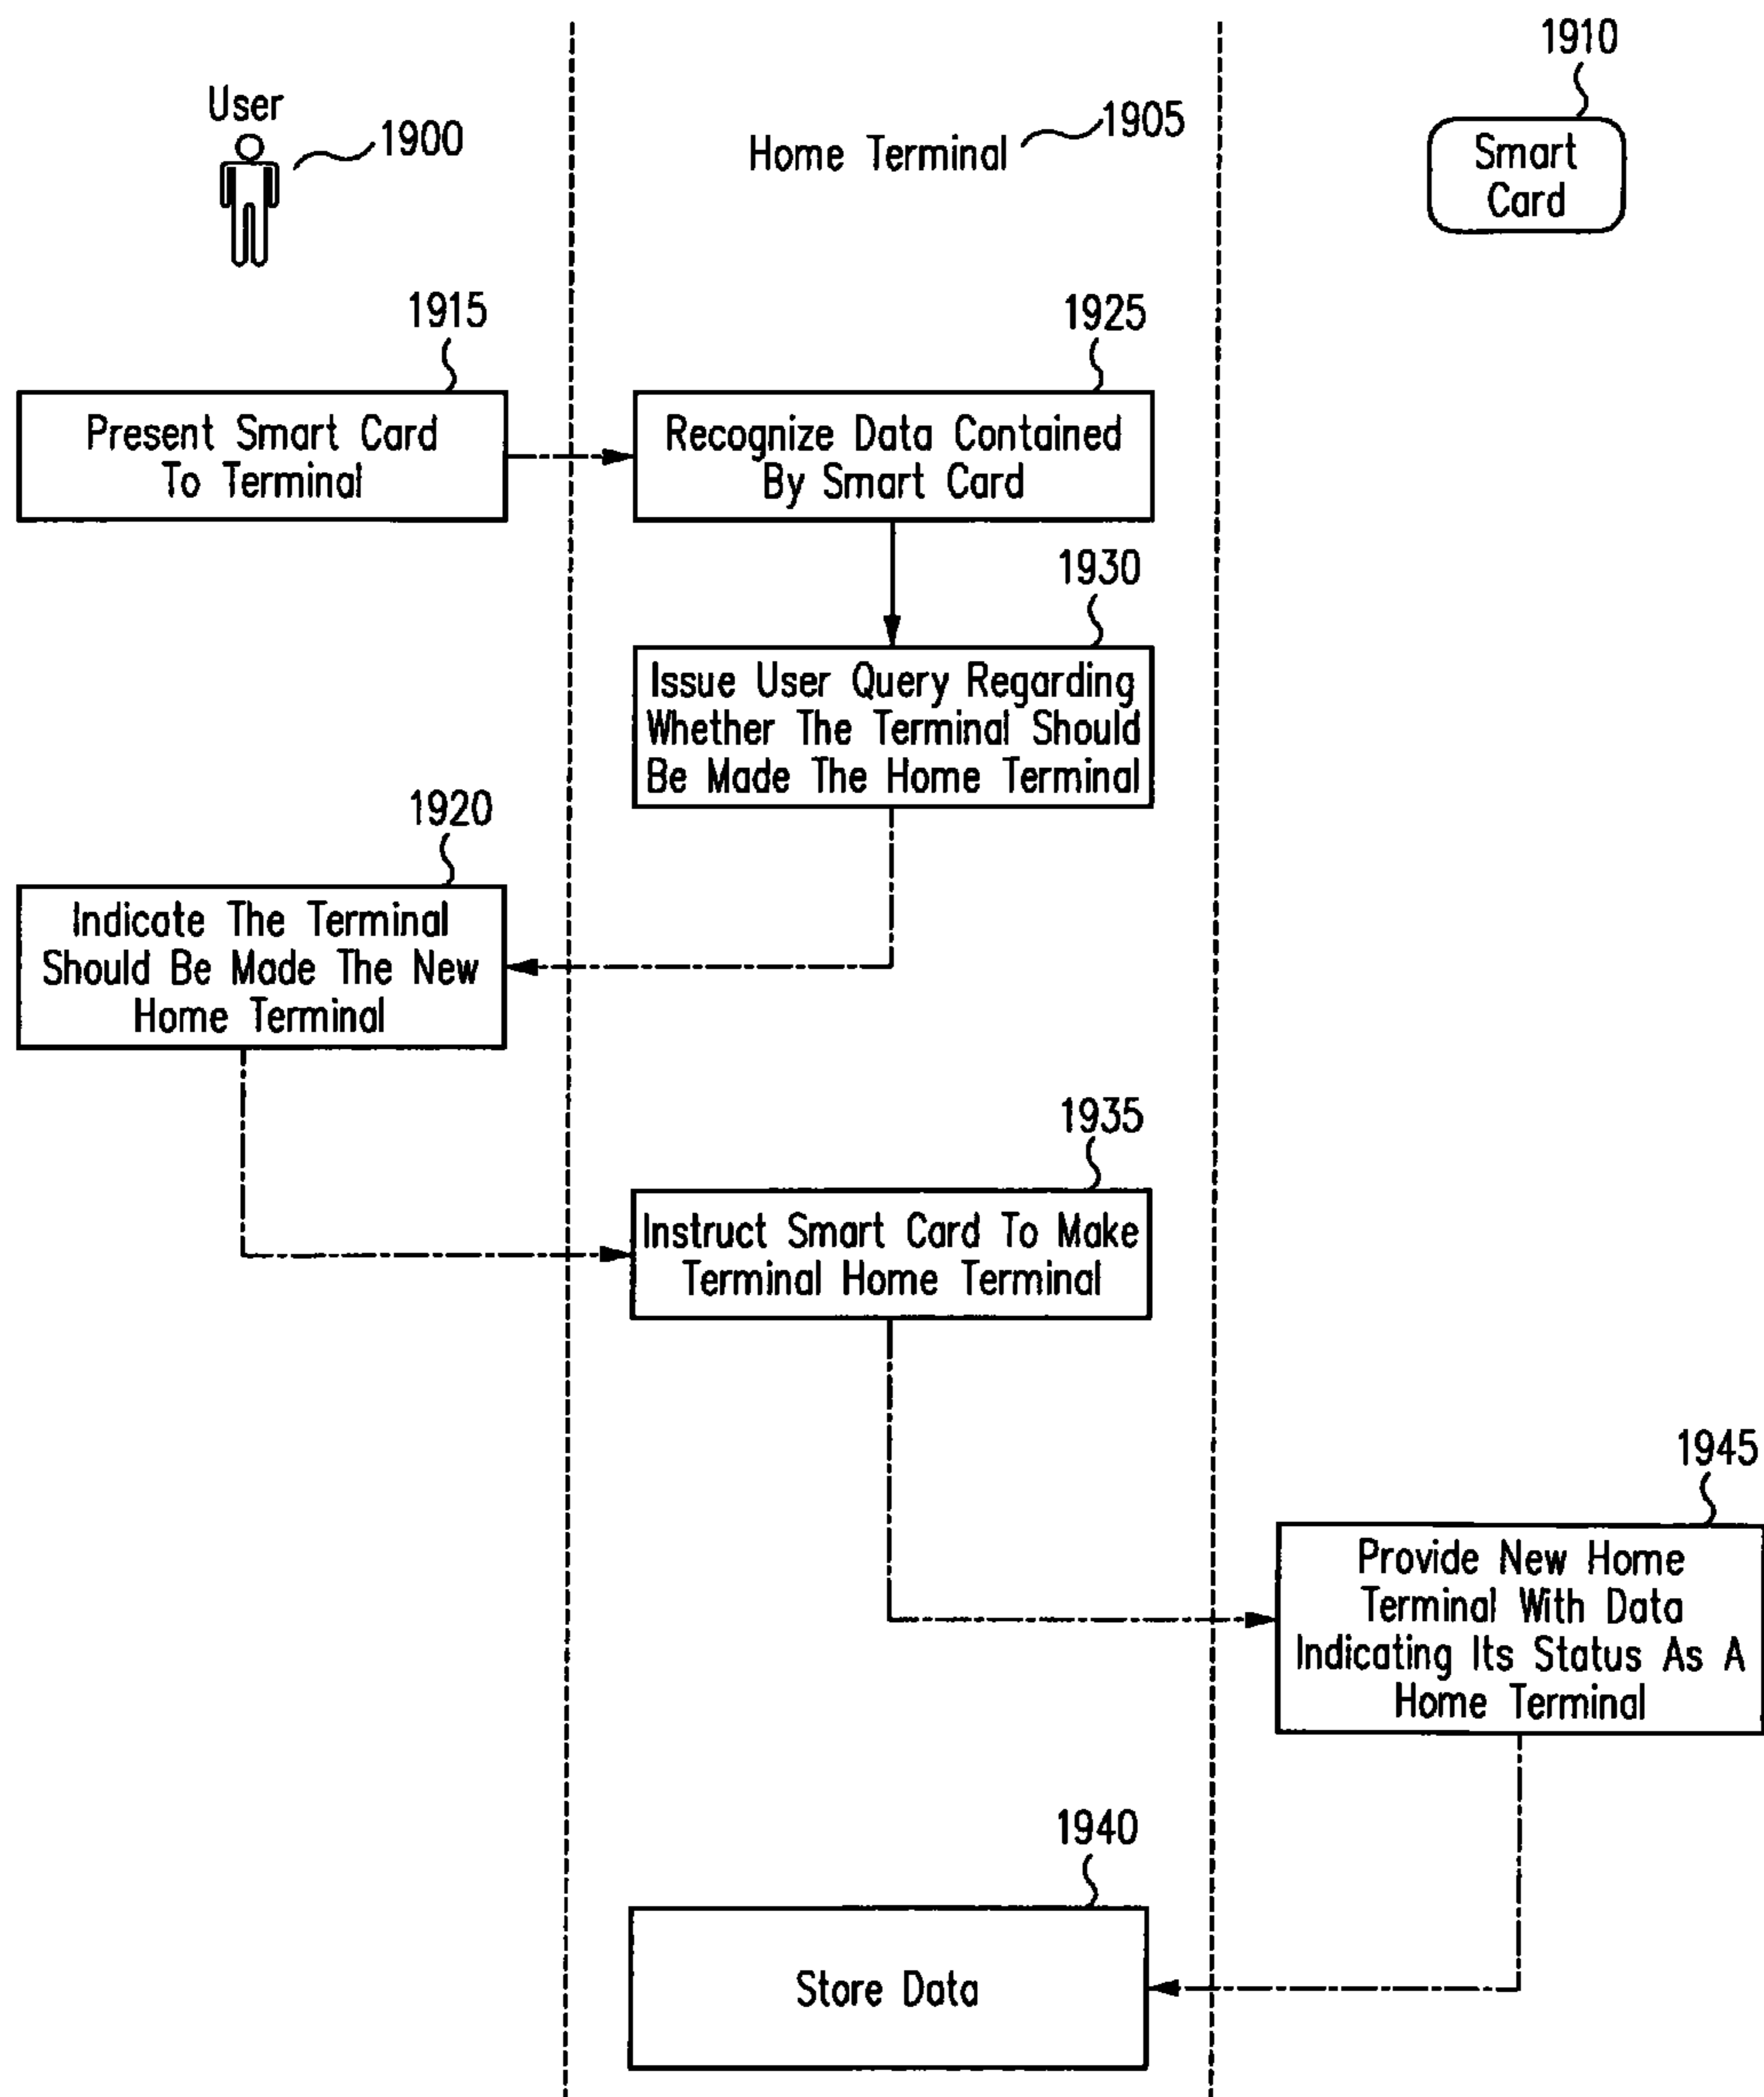 1910
User
1900
Home Terminal
1905
Smart
Card
1915
1925
Present Smart Card
To Terminal
Recognize Data Contained
By Smart Card
1930
Issue User Query Regarding
Whether The Terminal Should
Be Made The Home Terminal
1920
Indicate The Terminal
Should Be Made The New
Home Terminal
1935
Instruct Smart Card To Make
Terminal Home Terminal
1945
Provide New Home
Terminal With Data
Indicating Its Status As A
Home Terminal
1940
Store Data